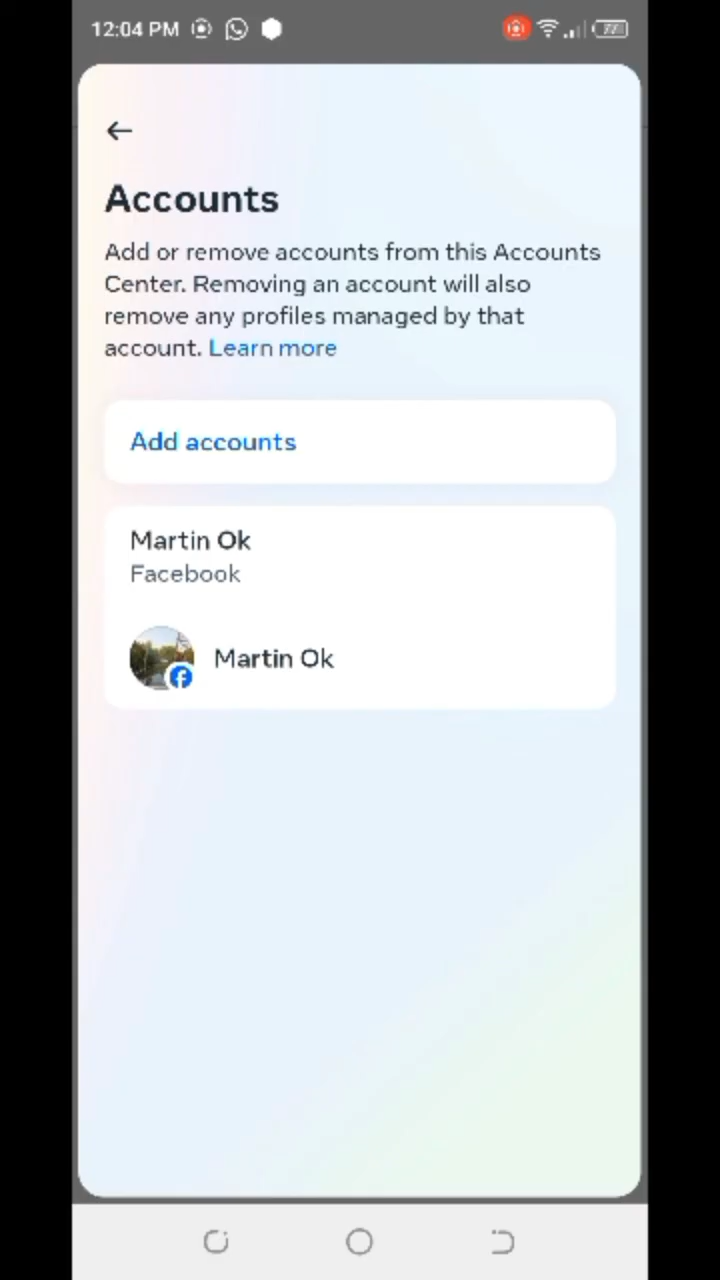 12:04 PM
Accounts
Add or remove accounts from this Accounts
Center. Removing an account will also
remove any profiles managed by that
account. Learn more
Add accounts
Martin Ok
Facebook
Martin Ok